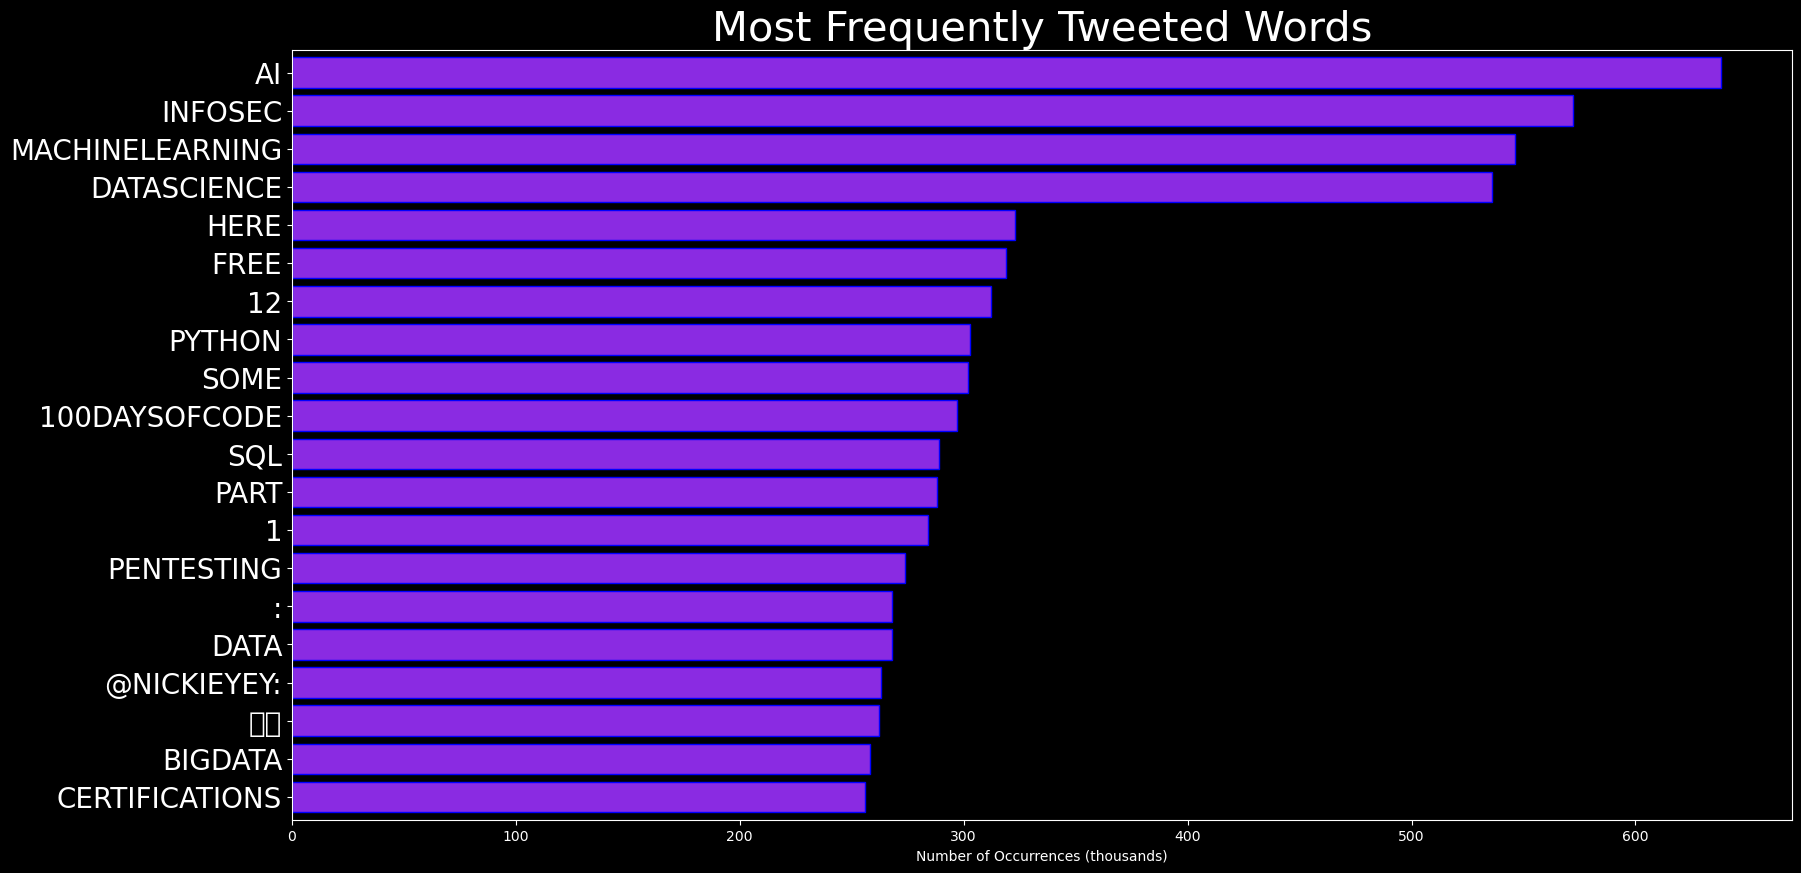 Most Frequently Tweeted Words
AI
INFOSEC
MACHINELEARNING
DATASCIENCE
HERE
FREE
12
PYTHON
SOME
100DAYSOFCODE
SQL
PART
1
PENTESTING
:
DATA
@NICKIEYEY:
BIGDATA
CERTIFICATIONS
0 100 200 300 400 500 600
Number of Occurrences (thousands)